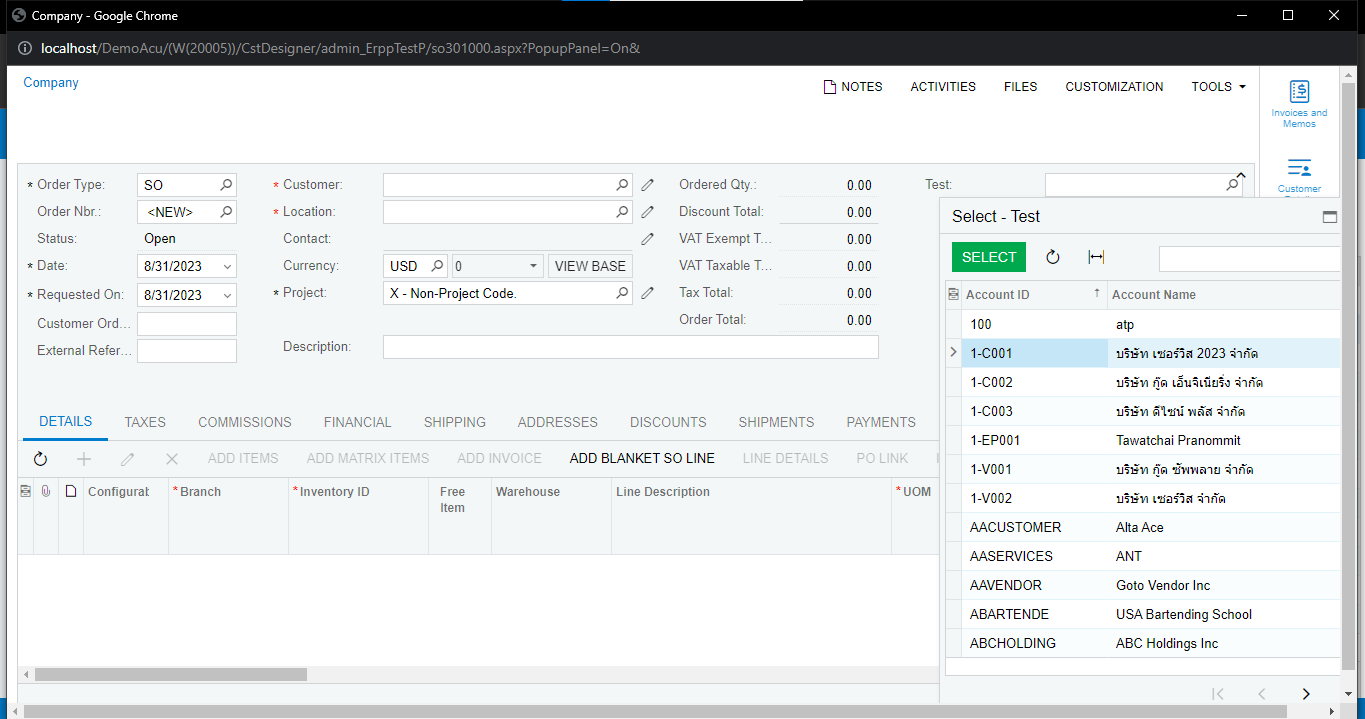 Company - Google Chrome
localhost/DemoAcu/(W(20005))/CstDesigner/admin_ErppTestP/so301000.aspx?PopupPanel=On&
Company
NOTES ACTIVITIES FILES CUSTOMIZATION TOOLS
Invoices and
Memos
Customer
* Order Type: SO
Order Nbr.: <NEW>
Status: Open
* Date: 8/31/2023
* Requested On: 8/31/2023
Customer Ord...
External Refer...
* Customer:
* Location:
Contact:
Currency: USD 0 VIEW BASE
* Project: X - Non-Project Code.
Description:
Ordered Qty.: 0.00
Discount Total: 0.00
VAT Exempt T... 0.00
VAT Taxable T... 0.00
Tax Total: 0.00
Order Total: 0.00
Test:
Select - Test
SELECT
Account ID Account Name
100 atp
1-C001 บริษัท เซอร์วิส 2023 จำกัด
1-C002 บริษัท กู๊ด เอ็นจิเนียริ่ง จำกัด
1-C003 บริษัท ดีไซน์ พลัส จำกัด
1-EP001 Tawatchai Pranommit
1-V001 บริษัท กู๊ด ซัพพลาย จำกัด
1-V002 บริษัท เซอร์วิส จำกัด
AACUSTOMER Alta Ace
AASERVICES ANT
AAVENDOR Goto Vendor Inc
ABARTENDE USA Bartending School
ABCHOLDING ABC Holdings Inc
DETAILS TAXES COMMISSIONS FINANCIAL SHIPPING ADDRESSES DISCOUNTS SHIPMENTS PAYMENTS
ADD ITEMS ADD MATRIX ITEMS ADD INVOICE ADD BLANKET SO LINE LINE DETAILS PO LINK
Configurat * Branch * Inventory ID Free Item Warehouse Line Description * UOM